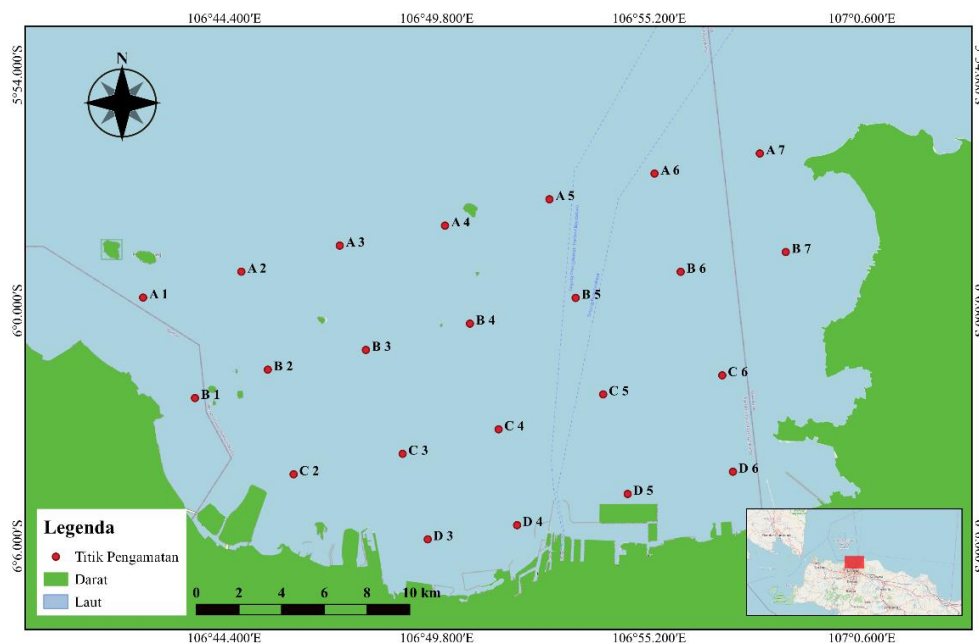 106°44.400'E 106°49.800'E 106°55.200'E 107°0.600'E
5°54.000'S
N
A 7
A 6
A 5
A 4
A 3
A 2
A 1
B 7
B 6
B 5
6°0.000'S
6°0.000'S
B 4
B 3
B 2
B 1
C 6
C 5
C 4
C 3
C 2
D 6
D 5
D 4
D 3
6°6.000'S
Legenda
Titik Pengamatan
Darat
Laut
0 2 4 6 8 10 km
106°44.400'E 106°49.800'E 106°55.200'E 107°0.600'E